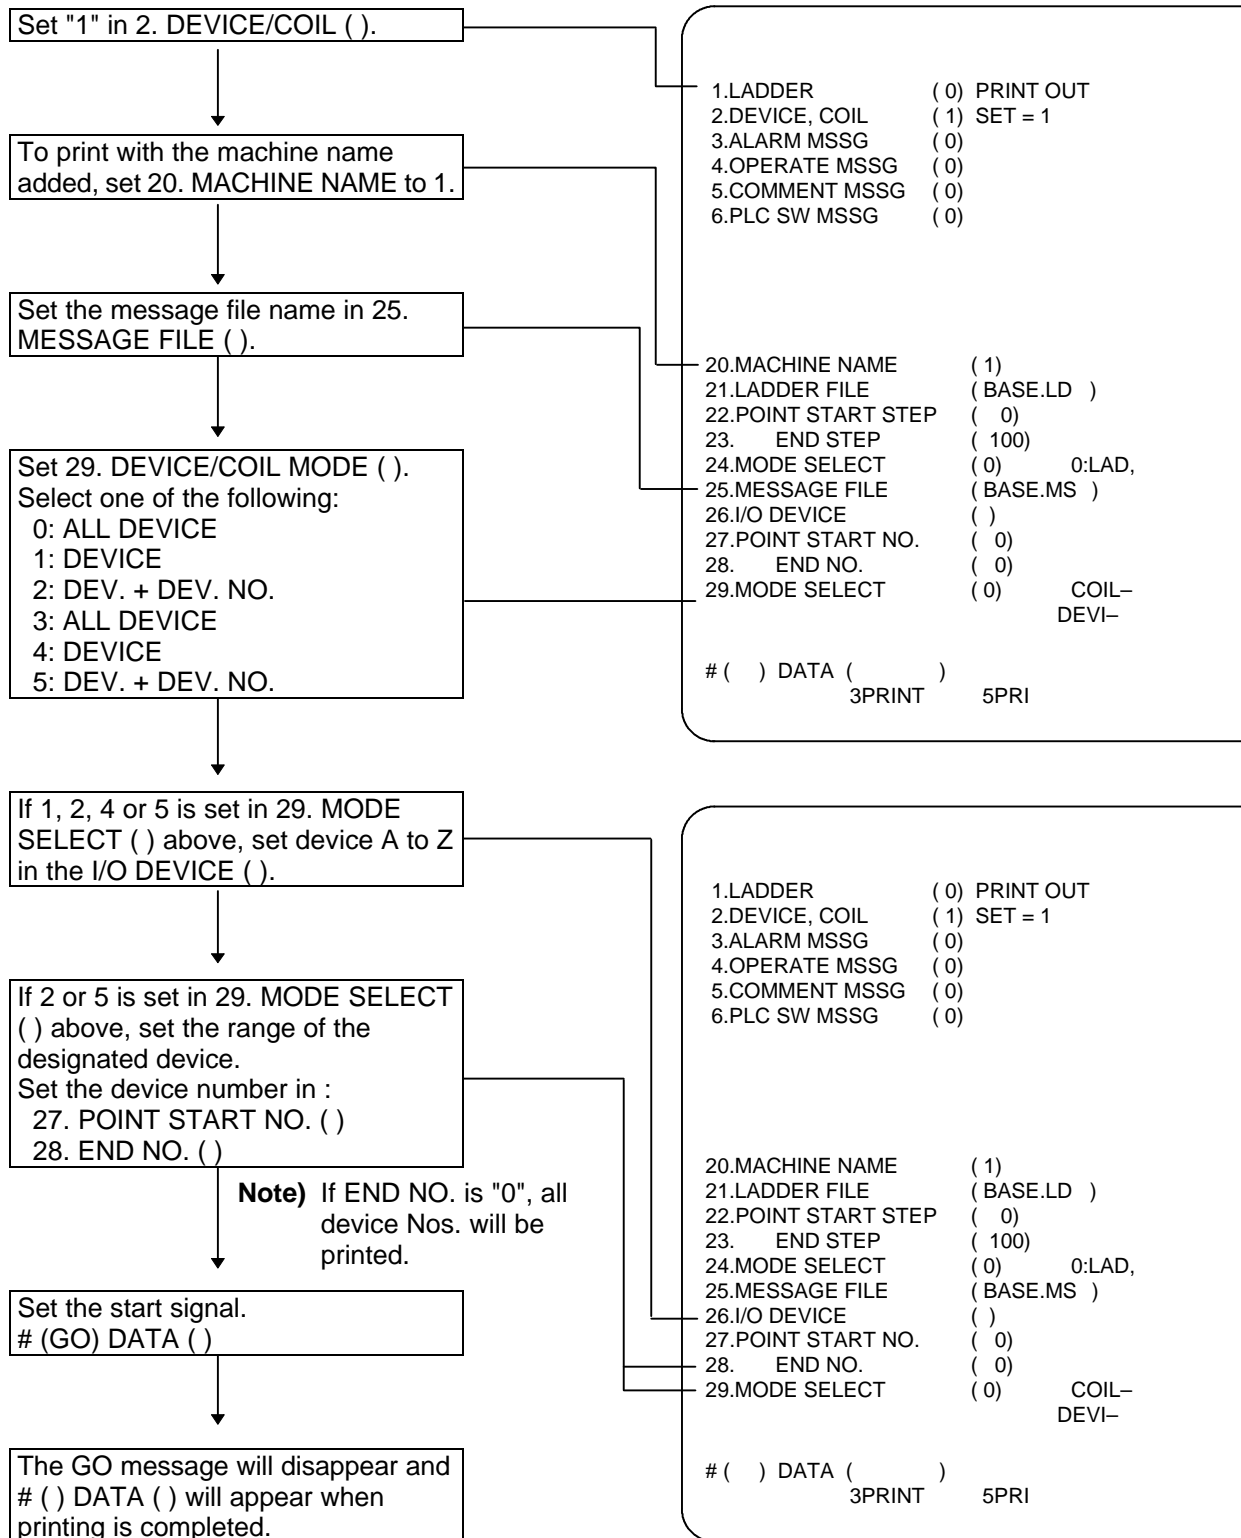 Set "1" in 2. DEVICE/COIL ( ).
To print with the machine name
added, set 20. MACHINE NAME to 1.
Set the message file name in 25.
MESSAGE FILE ( ).
Set 29. DEVICE/COIL MODE ( ).
Select one of the following:
0: ALL DEVICE
1: DEVICE
2: DEV. + DEV. NO.
3: ALL DEVICE
4: DEVICE
5: DEV. + DEV. NO.
1.LADDER ( 0) PRINT OUT
2.DEVICE, COIL ( 1) SET = 1
3.ALARM MSSG ( 0)
4.OPERATE MSSG ( 0)
5.COMMENT MSSG ( 0)
6.PLC SW MSSG ( 0)
20.MACHINE NAME ( 1)
21.LADDER FILE ( BASE.LD )
22.POINT START STEP ( 0)
23. END STEP ( 100)
24.MODE SELECT ( 0) 0:LAD,
25.MESSAGE FILE ( BASE.MS )
26.I/O DEVICE ( )
27.POINT START NO. ( 0)
28. END NO. ( 0)
29.MODE SELECT ( 0) COIL–
DEVI–
# ( ) DATA ( )
3PRINT 5PRI
If 1, 2, 4 or 5 is set in 29. MODE
SELECT ( ) above, set device A to Z
in the I/O DEVICE ( ).
If 2 or 5 is set in 29. MODE SELECT
( ) above, set the range of the
designated device.
Set the device number in :
27. POINT START NO. ( )
28. END NO. ( )
Note) If END NO. is "0", all
device Nos. will be
printed.
Set the start signal.
# (GO) DATA ( )
The GO message will disappear and
# ( ) DATA ( ) will appear when
printing is completed.
1.LADDER ( 0) PRINT OUT
2.DEVICE, COIL ( 1) SET = 1
3.ALARM MSSG ( 0)
4.OPERATE MSSG ( 0)
5.COMMENT MSSG ( 0)
6.PLC SW MSSG ( 0)
20.MACHINE NAME ( 1)
21.LADDER FILE ( BASE.LD )
22.POINT START STEP ( 0)
23. END STEP ( 100)
24.MODE SELECT ( 0) 0:LAD,
25.MESSAGE FILE ( BASE.MS )
26.I/O DEVICE ( )
27.POINT START NO. ( 0)
28. END NO. ( 0)
29.MODE SELECT ( 0) COIL–
DEVI–
# ( ) DATA ( )
3PRINT 5PRI